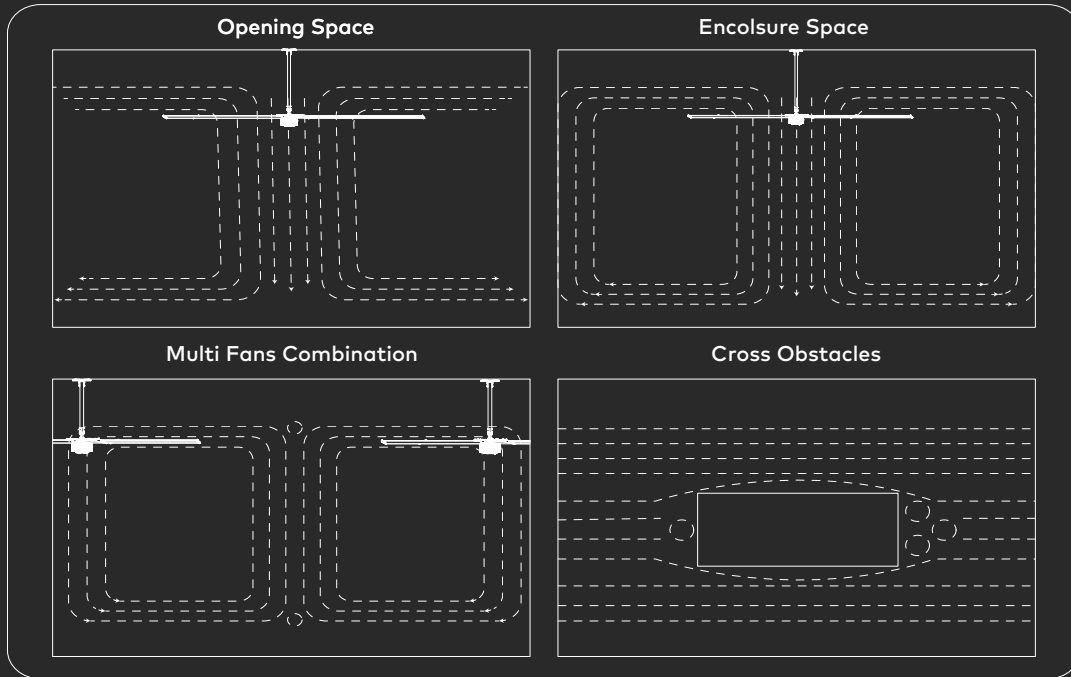 Opening Space
Encolsure Space
Multi Fans Combination
Cross Obstacles